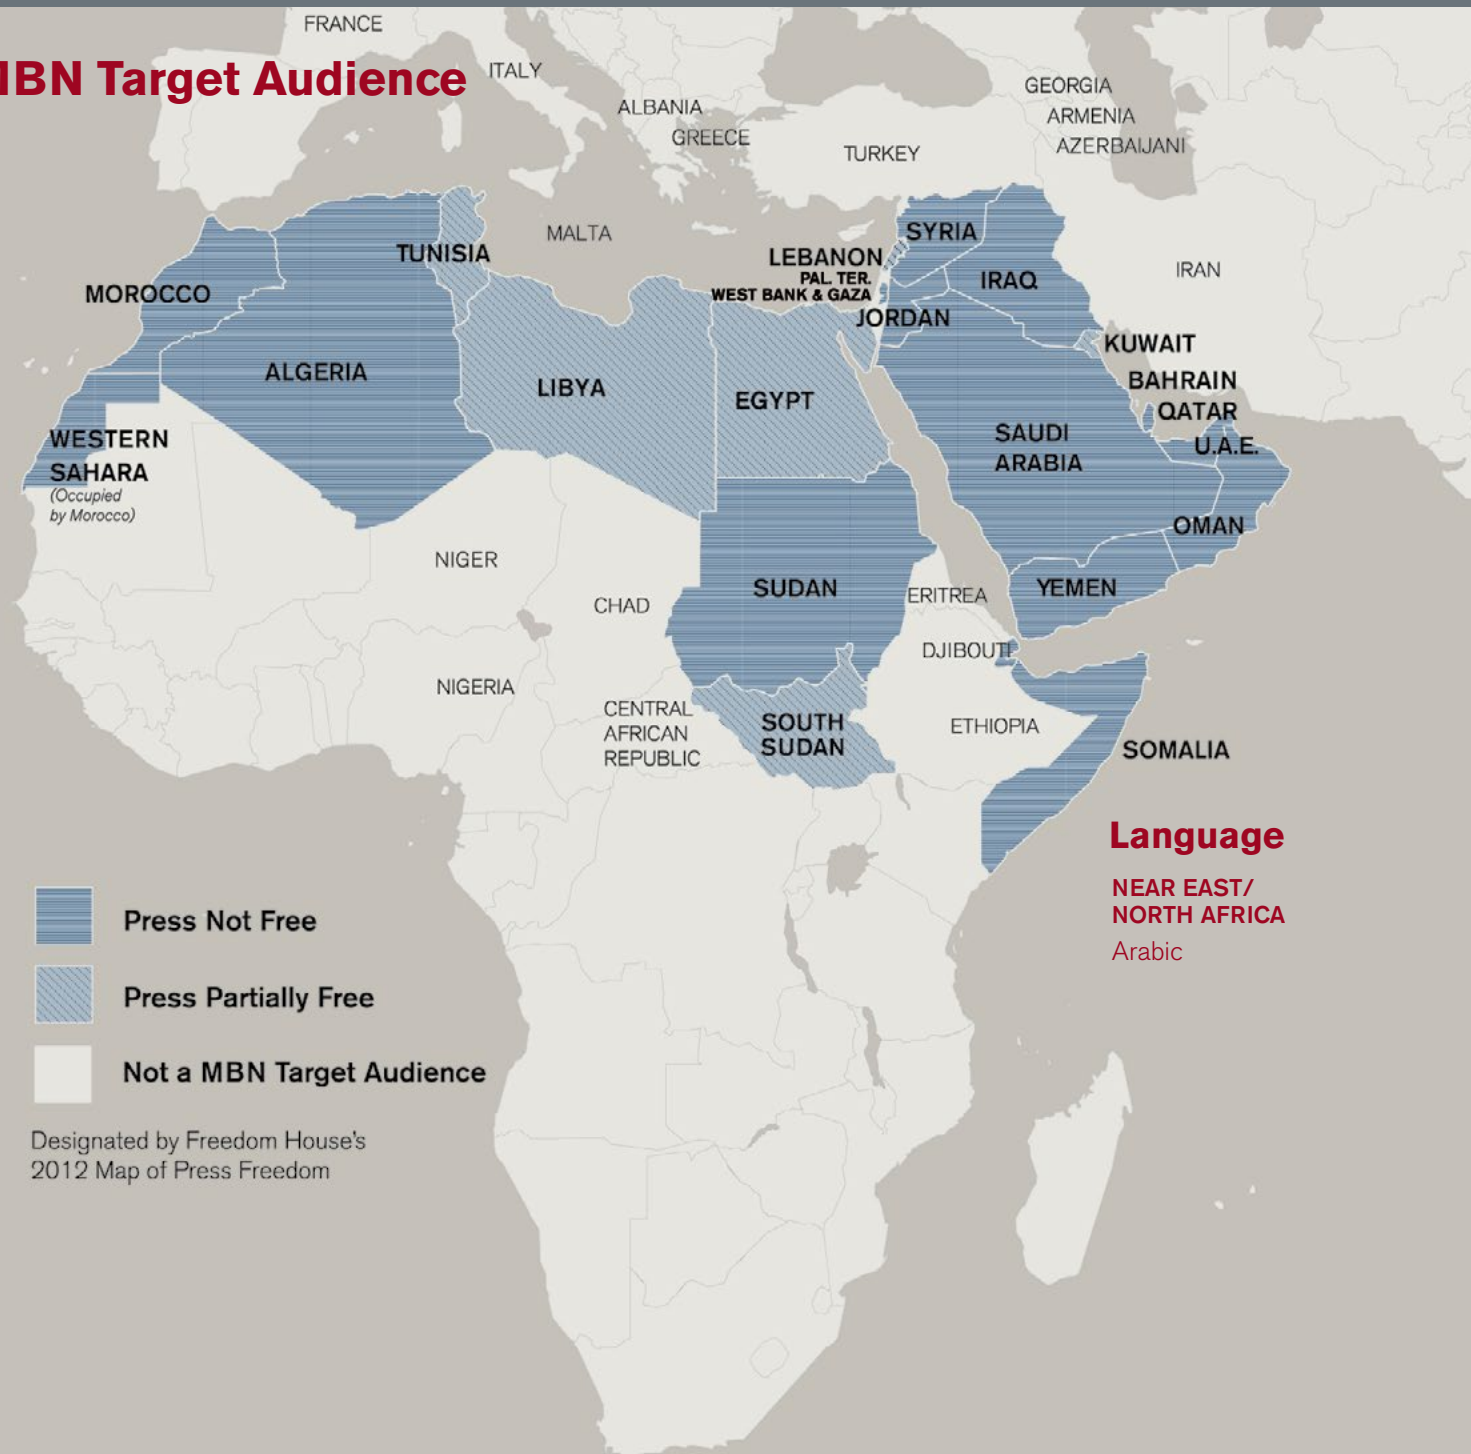 FRANCE
MBN Target Audience
ITALY
ALBANIA
GREECE
TURKEY
GEORGIA
ARMENIA
AZERBAIJANI
MALTA
TUNISIA
MOROCCO
ALGERIA
LIBYA
EGYPT
LEBANON
PAL. TER.
WEST BANK & GAZA
SYRIA
JORDAN
IRAQ
IRAN
KUWAIT
BAHRAIN
QATAR
U.A.E.
SAUDI
ARABIA
OMAN
YEMEN
WESTERN
SAHARA
(Occupied
by Morocco)
NIGER
CHAD
SUDAN
ERITREA
DJIBOUTI
NIGERIA
CENTRAL
AFRICAN
REPUBLIC
SOUTH
SUDAN
ETHIOPIA
SOMALIA
Language
NEAR EAST/
NORTH AFRICA
Arabic
Press Not Free
Press Partially Free
Not a MBN Target Audience
Designated by Freedom House's
2012 Map of Press Freedom